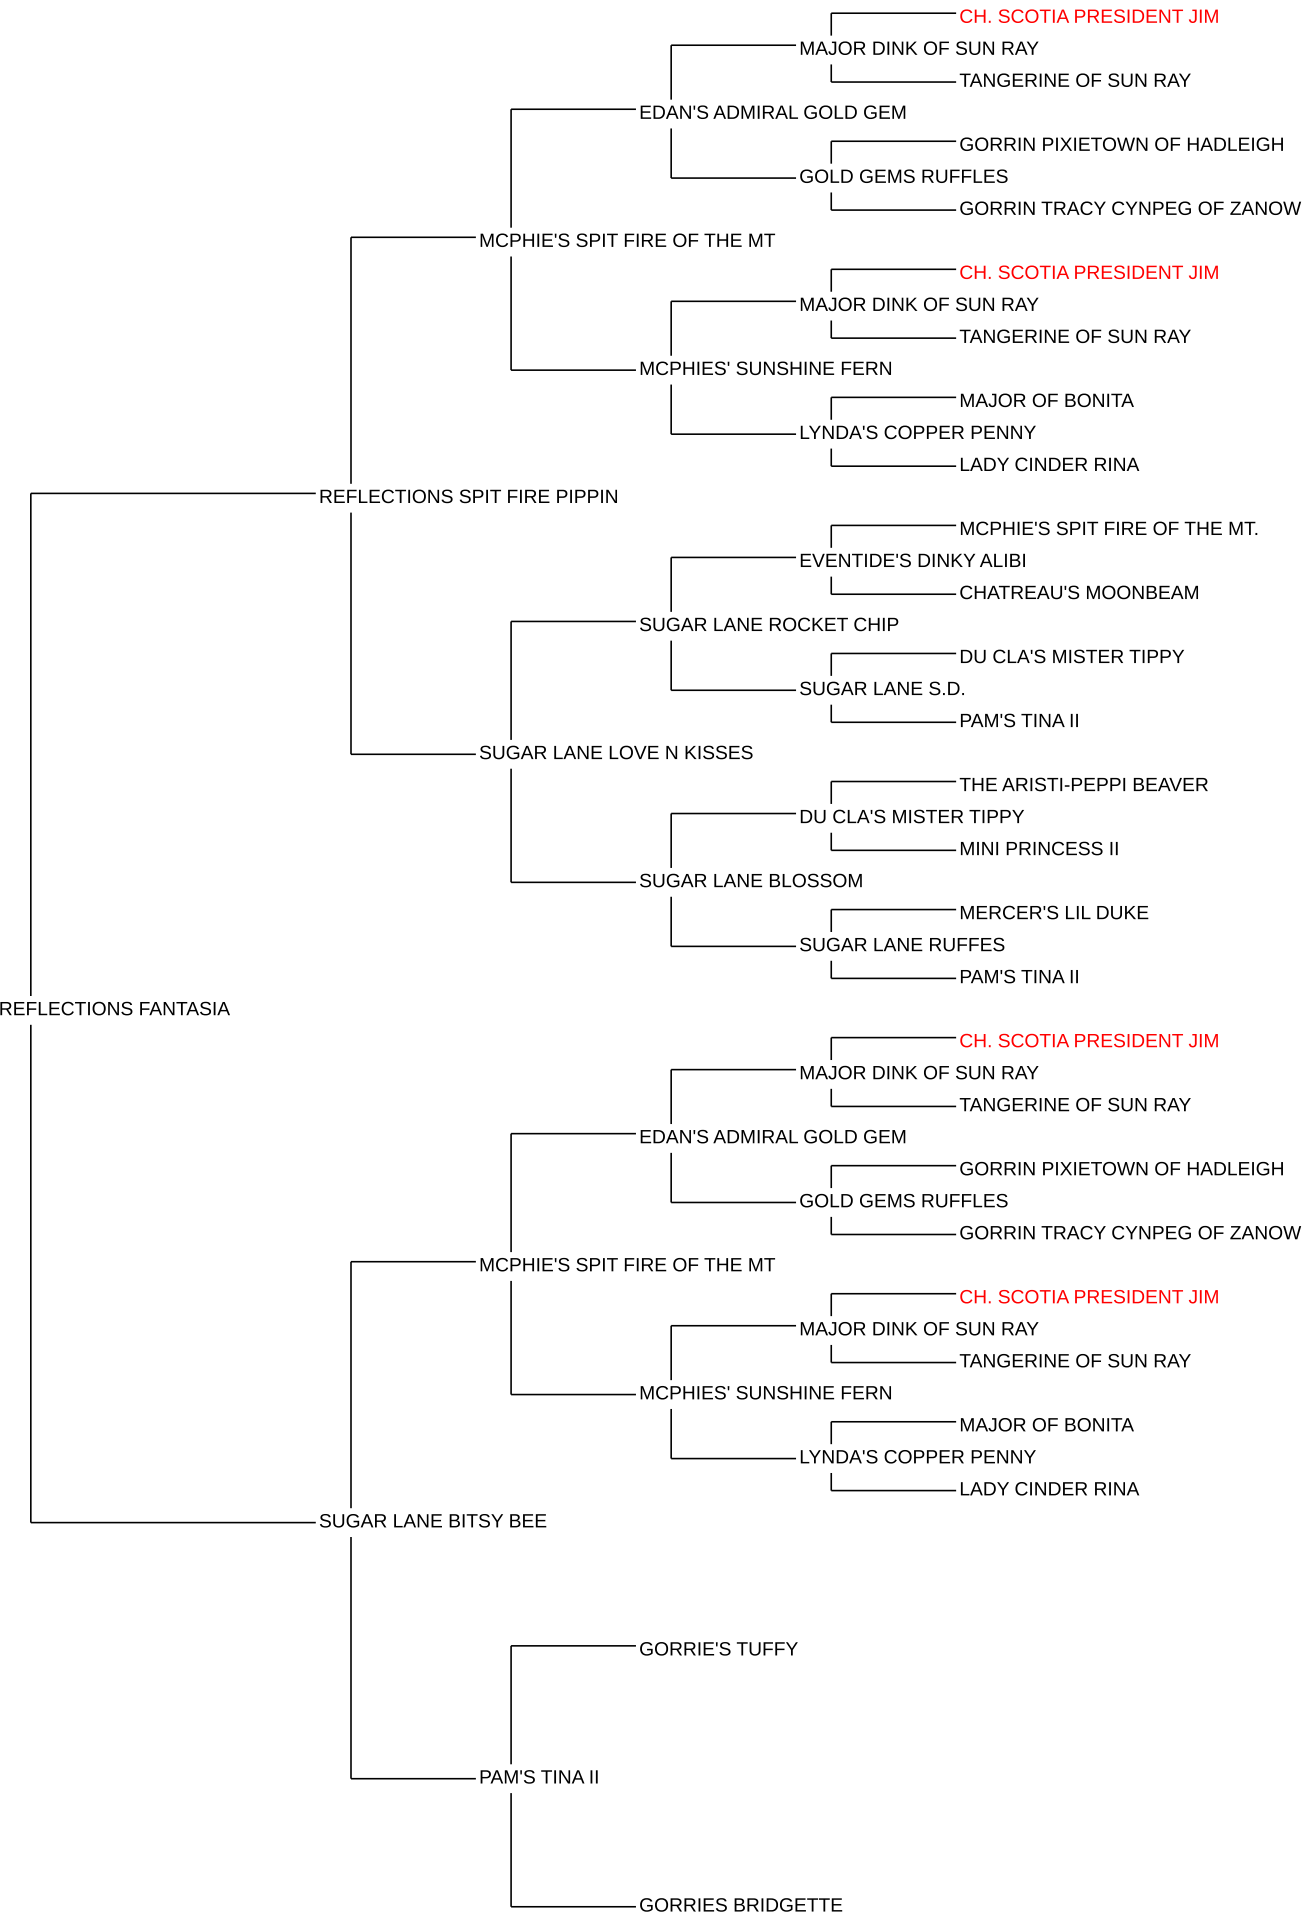 CH. SCOTIA PRESIDENT JIM
MAJOR DINK OF SUN RAY
TANGERINE OF SUN RAY
EDAN'S ADMIRAL GOLD GEM
GORRIN PIXIETOWN OF HADLEIGH
GOLD GEMS RUFFLES
GORRIN TRACY CYNPEG OF ZANOW
MCPHIE'S SPIT FIRE OF THE MT
CH. SCOTIA PRESIDENT JIM
MAJOR DINK OF SUN RAY
TANGERINE OF SUN RAY
MCPHIES' SUNSHINE FERN
MAJOR OF BONITA
LYNDA'S COPPER PENNY
LADY CINDER RINA
REFLECTIONS SPIT FIRE PIPPIN
MCPHIE'S SPIT FIRE OF THE MT.
EVENTIDE'S DINKY ALIBI
CHATREAU'S MOONBEAM
SUGAR LANE ROCKET CHIP
DU CLA'S MISTER TIPPY
SUGAR LANE S.D.
PAM'S TINA II
SUGAR LANE LOVE N KISSES
THE ARISTI-PEPPI BEAVER
DU CLA'S MISTER TIPPY
MINI PRINCESS II
SUGAR LANE BLOSSOM
MERCER'S LIL DUKE
SUGAR LANE RUFFES
PAM'S TINA II
REFLECTIONS FANTASIA
CH. SCOTIA PRESIDENT JIM
MAJOR DINK OF SUN RAY
TANGERINE OF SUN RAY
EDAN'S ADMIRAL GOLD GEM
GORRIN PIXIETOWN OF HADLEIGH
GOLD GEMS RUFFLES
GORRIN TRACY CYNPEG OF ZANOW
MCPHIE'S SPIT FIRE OF THE MT
CH. SCOTIA PRESIDENT JIM
MAJOR DINK OF SUN RAY
TANGERINE OF SUN RAY
MCPHIES' SUNSHINE FERN
MAJOR OF BONITA
LYNDA'S COPPER PENNY
LADY CINDER RINA
SUGAR LANE BITSY BEE
GORRIE'S TUFFY
PAM'S TINA II
GORRIES BRIDGETTE